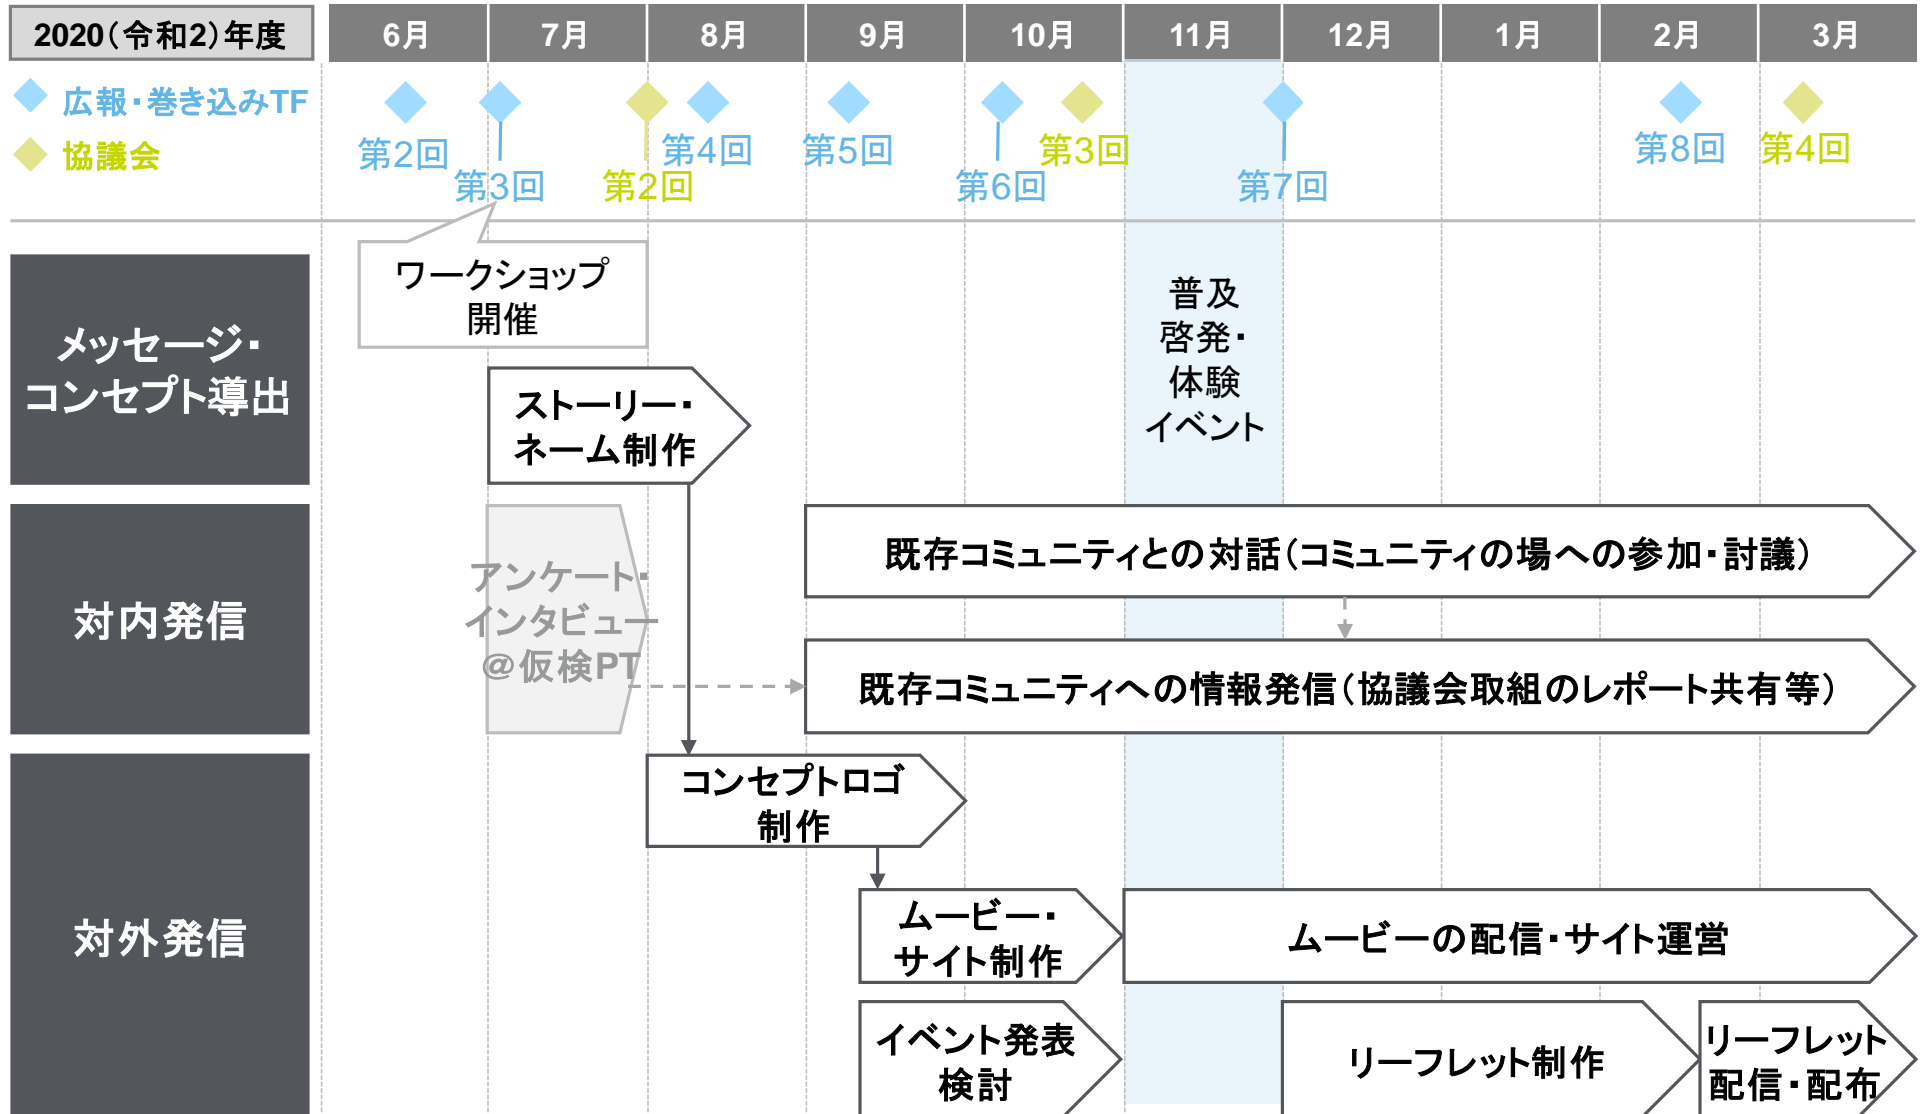 2020（令和2）年度
6月
7月
8月
9月
10月
11月
12月
1月
2月
3月
広報・巻き込みTF
協議会
第2回
第3回
第2回
第4回
第5回
第6回
第3回
第7回
第8回
第4回
ワークショップ
開催
普及
啓発・
体験
イベント
メッセージ・
コンセプト導出
ストーリー・
ネーム制作
対内発信
アンケート・
インタビュー
＠仮検PT
既存コミュニティとの対話（コミュニティの場への参加・討議）
既存コミュニティへの情報発信（協議会取組のレポート共有等）
対外発信
コンセプトロゴ
制作
ムービー・
サイト制作
ムービーの配信・サイト運営
イベント発表
検討
リーフレット制作
リーフレット
配信・配布